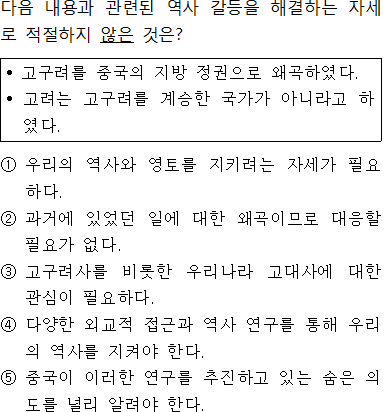 다음 내용과 관련된 역사 갈등을 해결하는 자세
로 적절하지 않은 것은?
• 고구려를 중국의 지방 정권으로 왜곡하였다.
• 고려는 고구려를 계승한 국가가 아니라고 하
였다.
① 우리의 역사와 영토를 지키려는 자세가 필요
하다.
② 과거에 있었던 일에 대한 왜곡이므로 대응할
필요가 없다.
③ 고구려사를 비롯한 우리나라 고대사에 대한
관심이 필요하다.
④ 다양한 외교적 접근과 역사 연구를 통해 우리
의 역사를 지켜야 한다.
⑤ 중국이 이러한 연구를 추진하고 있는 숨은 의
도를 널리 알려야 한다.